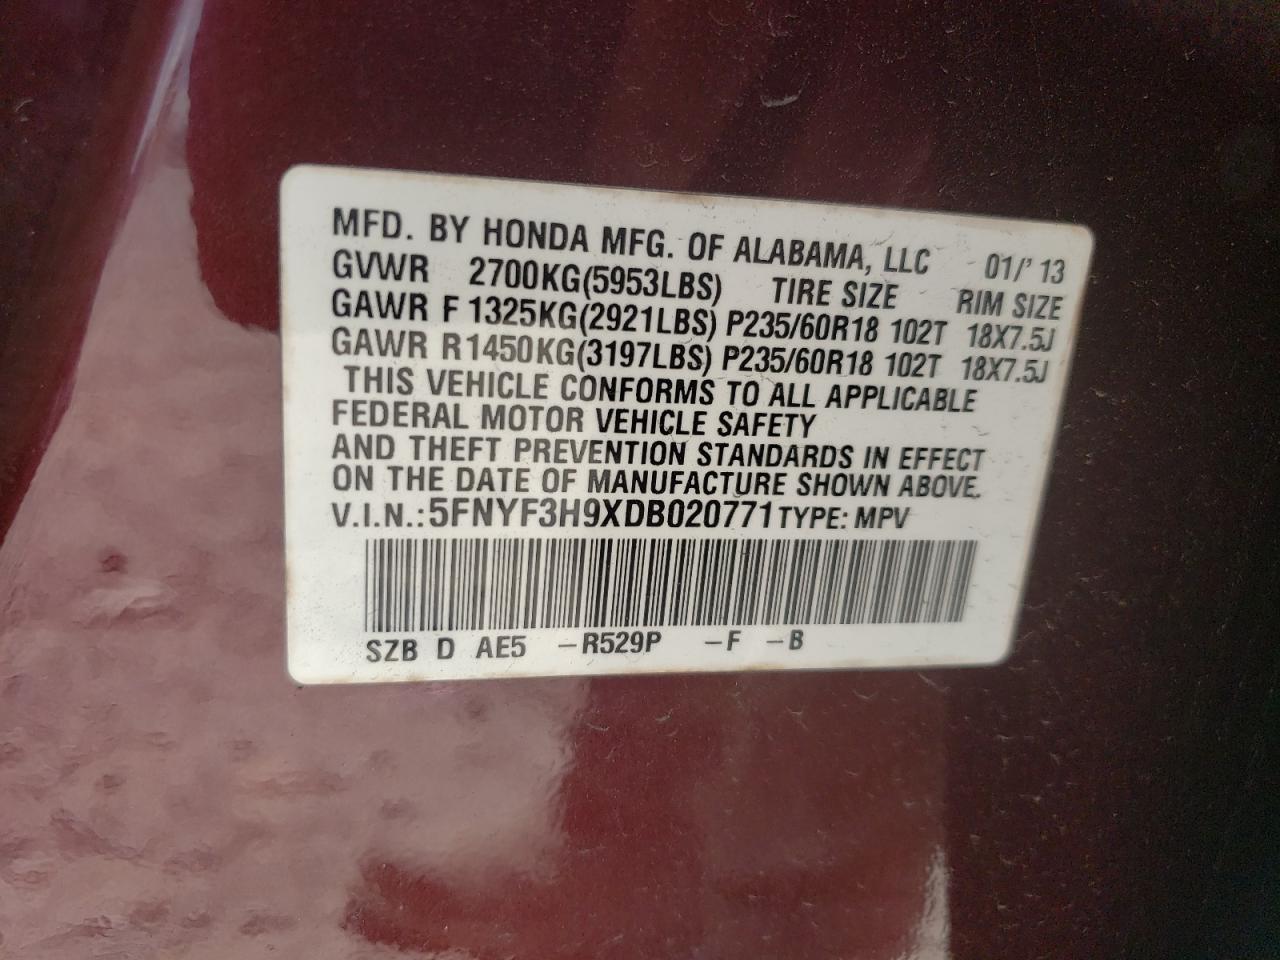 MFD. BY HONDA MFG. OF ALABAMA, LLC 01/'13
GVWR 2700KG(5953LBS) TIRE SIZE RIM SIZE
GAWR F 1325KG(2921LBS) P235/60R18 102T 18X7.5J
GAWR R1450KG(3197LBS) P235/60R18 102T 18X7.5J
THIS VEHICLE CONFORMS TO ALL APPLICABLE
FEDERAL MOTOR VEHICLE SAFETY
AND THEFT PREVENTION STANDARDS IN EFFECT
ON THE DATE OF MANUFACTURE SHOWN ABOVE.
V.I.N.:5FNYF3H9XDB020771 TYPE: MPV
SZB D AE5 –R529P –F –B